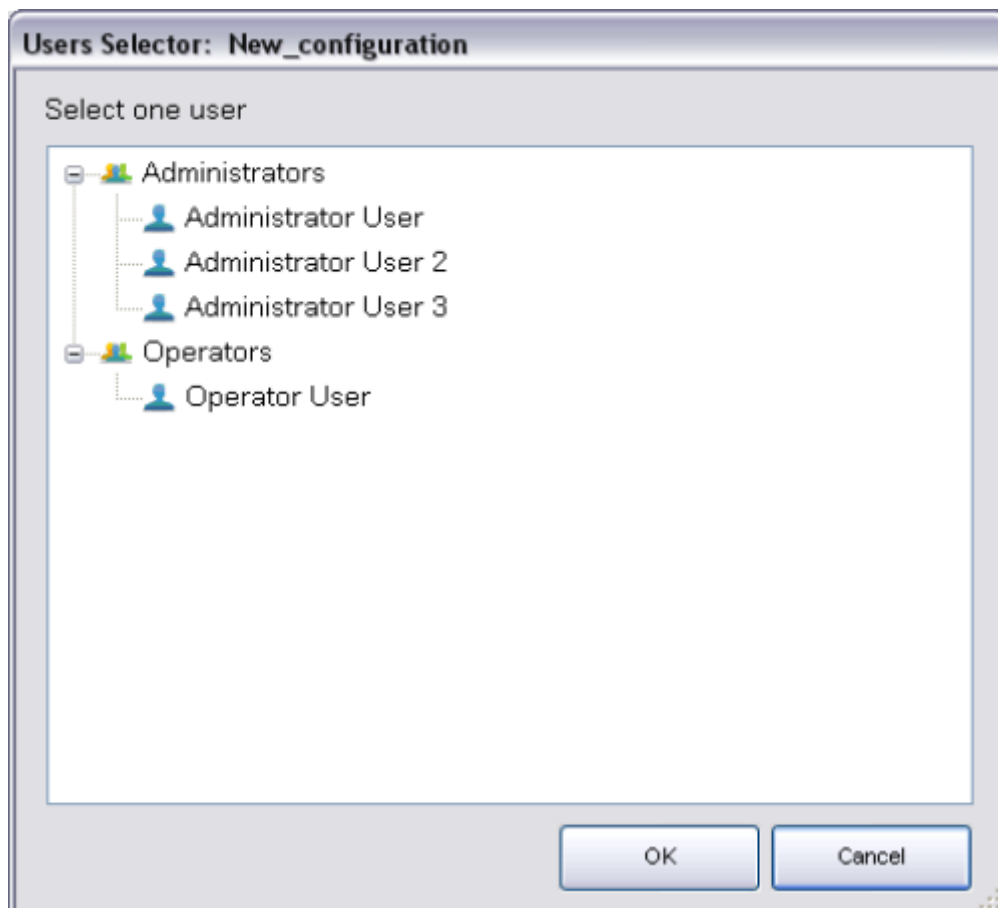 Users Selector: New_configuration
Select one user
Administrators
Administrator User
Administrator User 2
Administrator User 3
Operators
Operator User
OK
Cancel